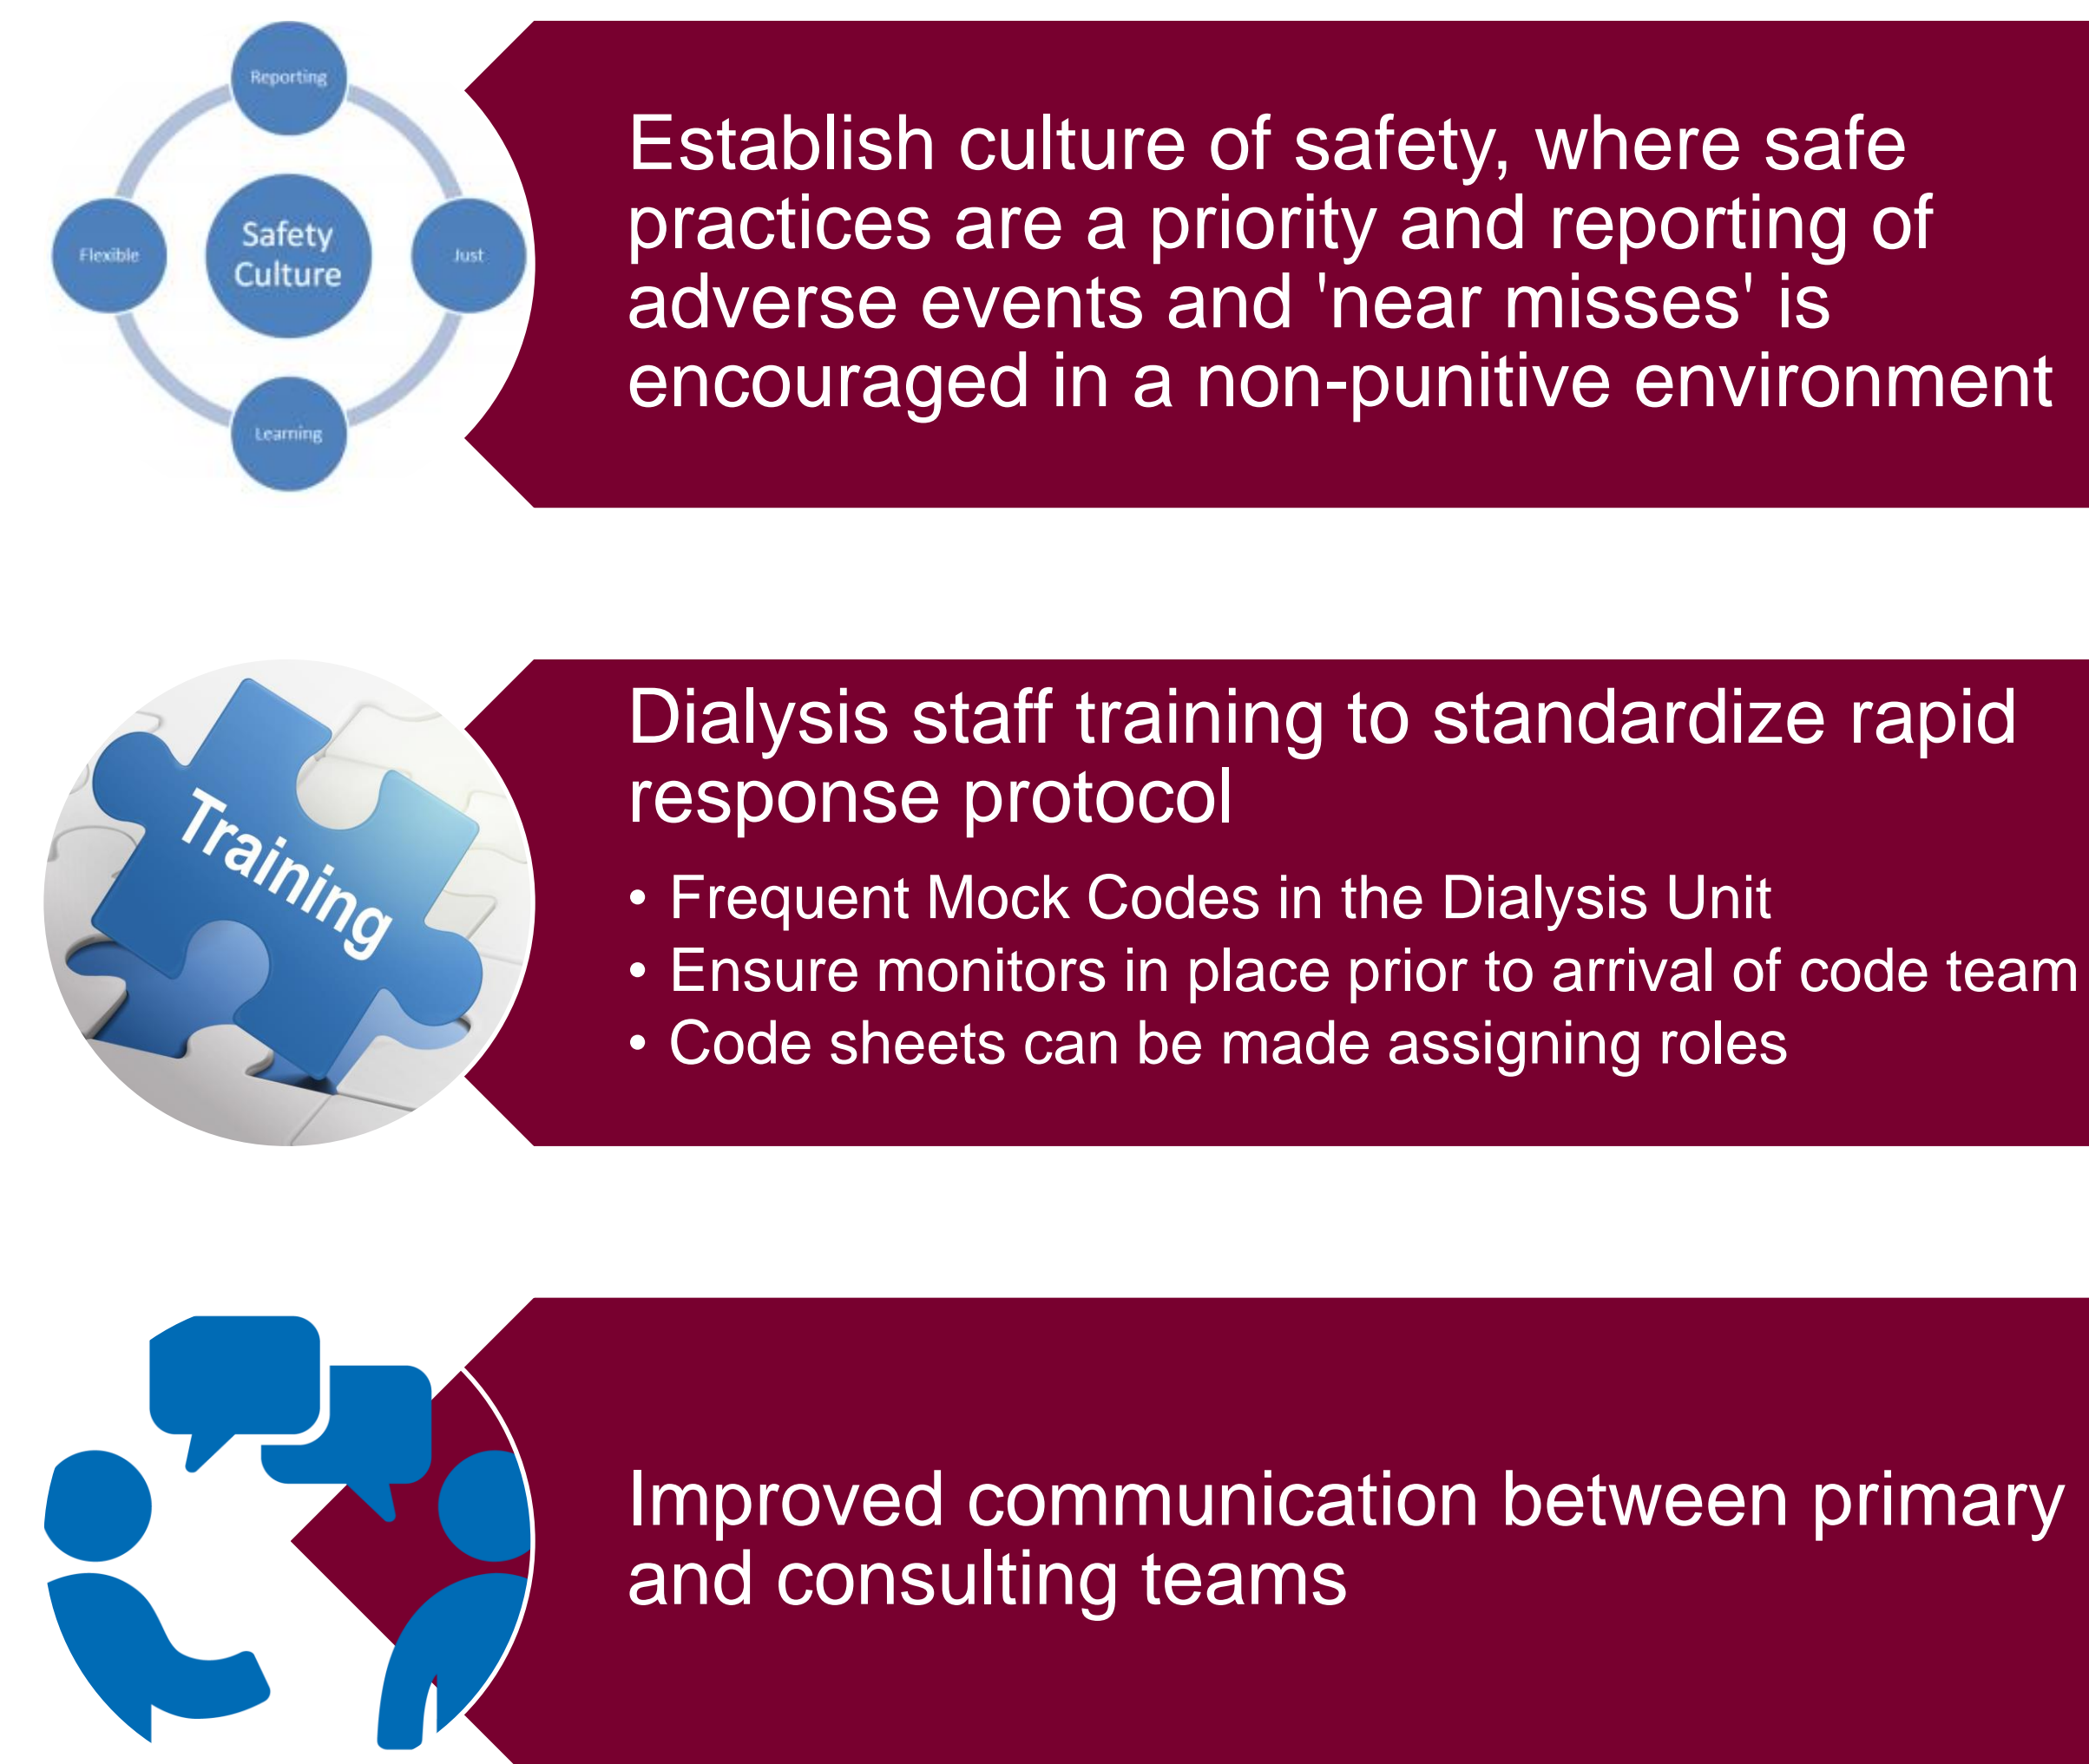 Reporting
Flexible
Safety
Culture
Just
Learning
Establish culture of safety, where safe
practices are a priority and reporting of
adverse events and 'near misses' is
encouraged in a non-punitive environment
Training
Dialysis staff training to standardize rapid
response protocol
• Frequent Mock Codes in the Dialysis Unit
• Ensure monitors in place prior to arrival of code team
• Code sheets can be made assigning roles
Improved communication between primary
and consulting teams